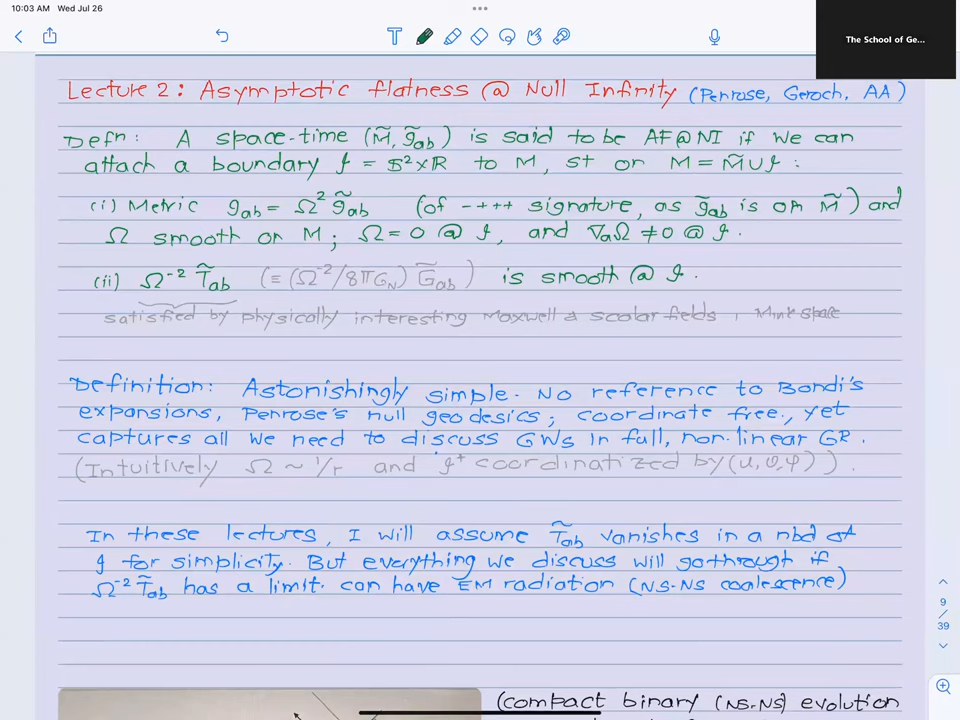 10:03 AM Wed Jul 26
The School of Ge...
Lecture 2: Asymptotic flatness @ Null Infinity (Penrose, Geroch, AA)
Defn: A space-time (M̃, g̃ab) is said to be AF@NI if we can
attach a boundary ℐ = 𝕊²×ℝ to M, st on M = M̃ ∪ ℐ :
(i) Metric gab = Ω² g̃ab (of -+++ signature, as g̃ab is on M̃) and
Ω smooth on M; Ω=0 @ ℐ, and ∇aΩ ≠0 @ ℐ.
(ii) Ω⁻² T̃ab (≡ (Ω⁻²/8πGN) G̃ab) is smooth @ ℐ.
satisfied by physically interesting Maxwell & scalar fields, Mink space
Definition: Astonishingly simple. No reference to Bondi's
expansions, Penrose's null geodesics; coordinate free, yet
captures all we need to discuss GWs in full, non-linear GR.
(Intuitively Ω ~ 1/r and ℐ⁺ coordinatized by (u,θ,φ)).
In these lectures, I will assume T̃ab vanishes in a nbd of
ℐ for simplicity. But everything we discuss will go through if
Ω⁻² T̃ab has a limit. can have EM radiation (NS-NS coalescence)
9
/
39
(compact binary (NS-NS) evolution